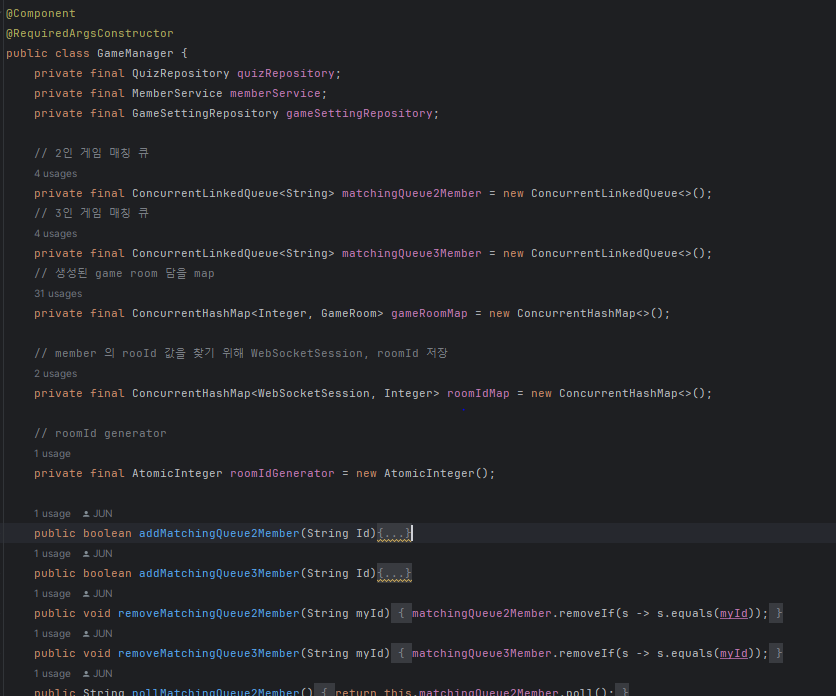 @Component
@RequiredArgsConstructor
public class GameManager {
private final QuizRepository quizRepository;
private final MemberService memberService;
private final GameSettingRepository gameSettingRepository;
// 2인 게임 매칭 큐
4 usages
private final ConcurrentLinkedQueue<String> matchingQueue2Member = new ConcurrentLinkedQueue<>();
// 3인 게임 매칭 큐
4 usages
private final ConcurrentLinkedQueue<String> matchingQueue3Member = new ConcurrentLinkedQueue<>();
// 생성된 game room 담을 map
31 usages
private final ConcurrentHashMap<Integer, GameRoom> gameRoomMap = new ConcurrentHashMap<>();
// member 의 rooId 값을 찾기 위해 WebSocketSession, roomId 저장
2 usages
private final ConcurrentHashMap<WebSocketSession, Integer> roomIdMap = new ConcurrentHashMap<>();
// roomId generator
1 usage
private final AtomicInteger roomIdGenerator = new AtomicInteger();
1 usage JUN
public boolean addMatchingQueue2Member(String Id){...}
1 usage JUN
public boolean addMatchingQueue3Member(String Id){...}
1 usage JUN
public void removeMatchingQueue2Member(String myId) { matchingQueue2Member.removeIf(s -> s.equals(myId)); }
1 usage JUN
public void removeMatchingQueue3Member(String myId) { matchingQueue3Member.removeIf(s -> s.equals(myId)); }
1 usage JUN
public String pollMatchingQueue2Member() { return this.matchingQueue2Member.poll(); }